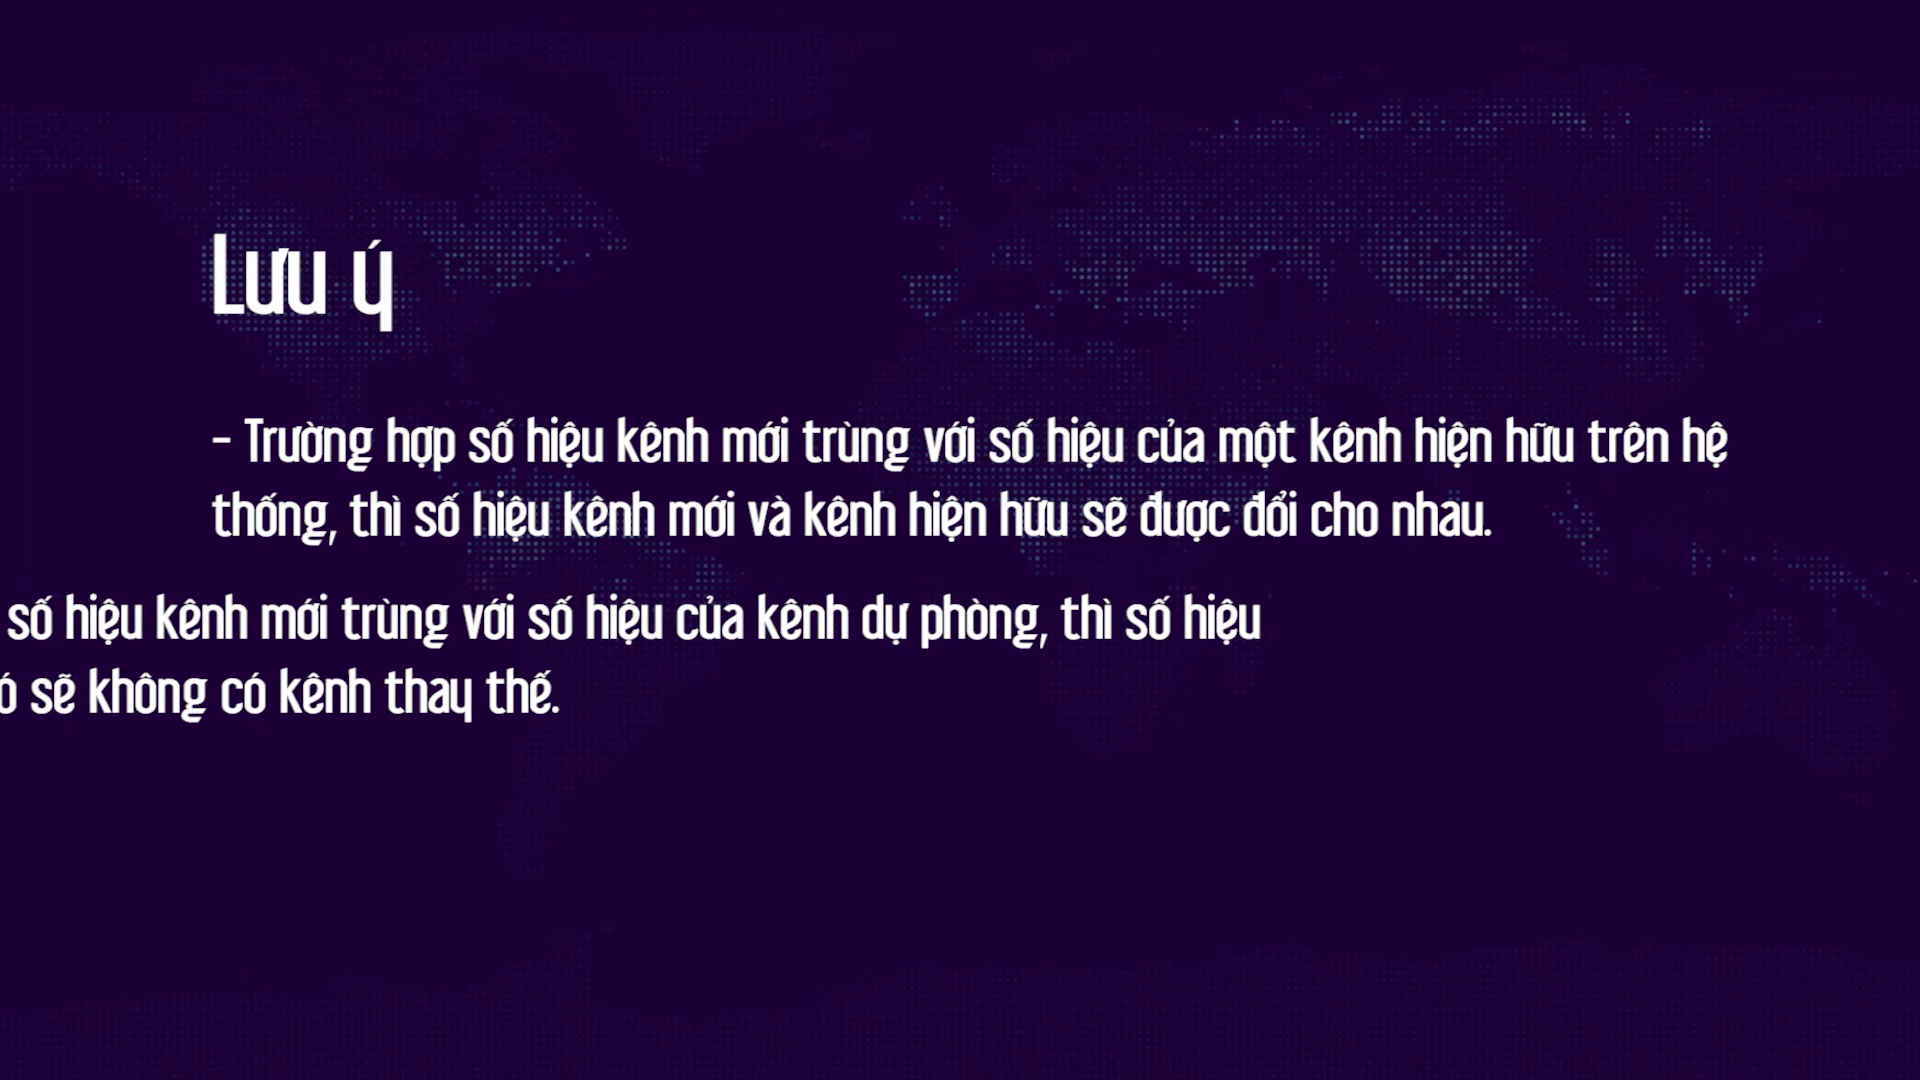 Lưu ý
- Trường hợp số hiệu kênh mới trùng với số hiệu của một kênh hiện hữu trên hệ
thống, thì số hiệu kênh mới và kênh hiện hữu sẽ được đổi cho nhau.
số hiệu kênh mới trùng với số hiệu của kênh dự phòng, thì số hiệu
sẽ không có kênh thay thế.